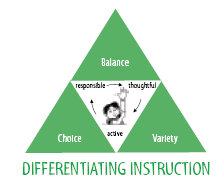 Balance
responsible
thoughtful
Choice
active
Variety
DIFFERENTIATING INSTRUCTION